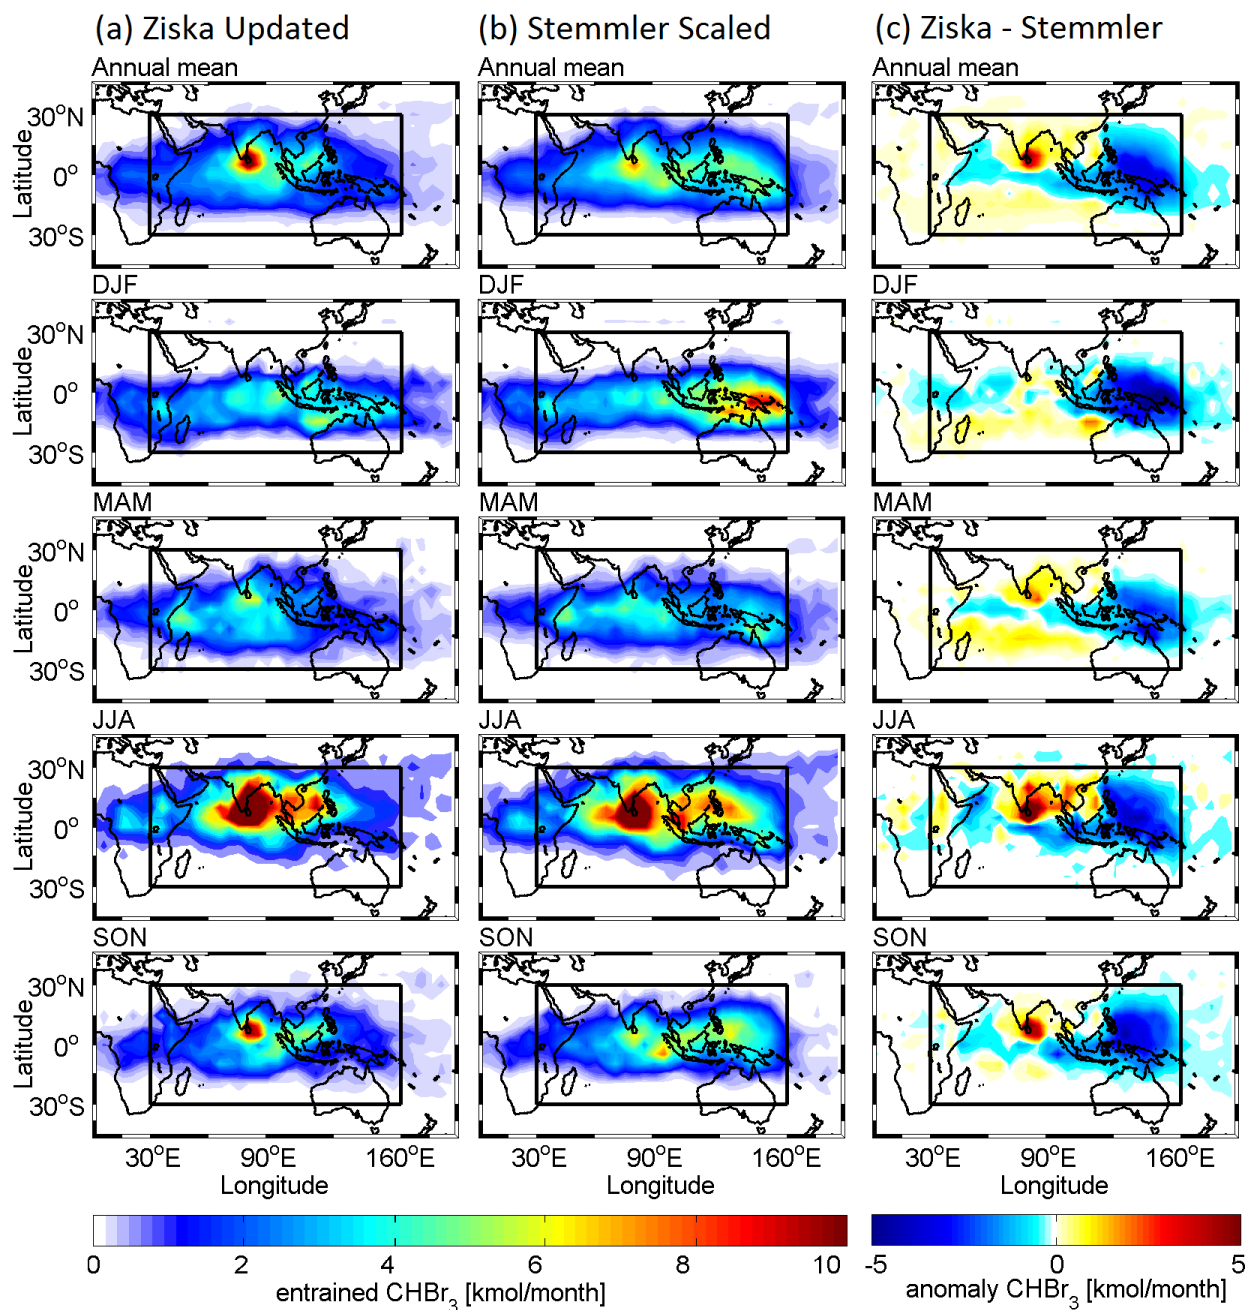 (a) Ziska Updated (b) Stemmler Scaled (c) Ziska - Stemmler
Annual mean Annual mean Annual mean
30°N
Latitude
0°
30°S
DJF DJF DJF
30°N
Latitude
0°
30°S
MAM MAM MAM
30°N
Latitude
0°
30°S
JJA JJA JJA
30°N
Latitude
0°
30°S
SON SON SON
30°N
Latitude
0°
30°S
30°E 90°E 160°E 30°E 90°E 160°E 30°E 90°E 160°E
Longitude Longitude Longitude
0 2 4 6 8 10 -5 0 5
entrained CHBr₃ [kmol/month] anomaly CHBr₃ [kmol/month]